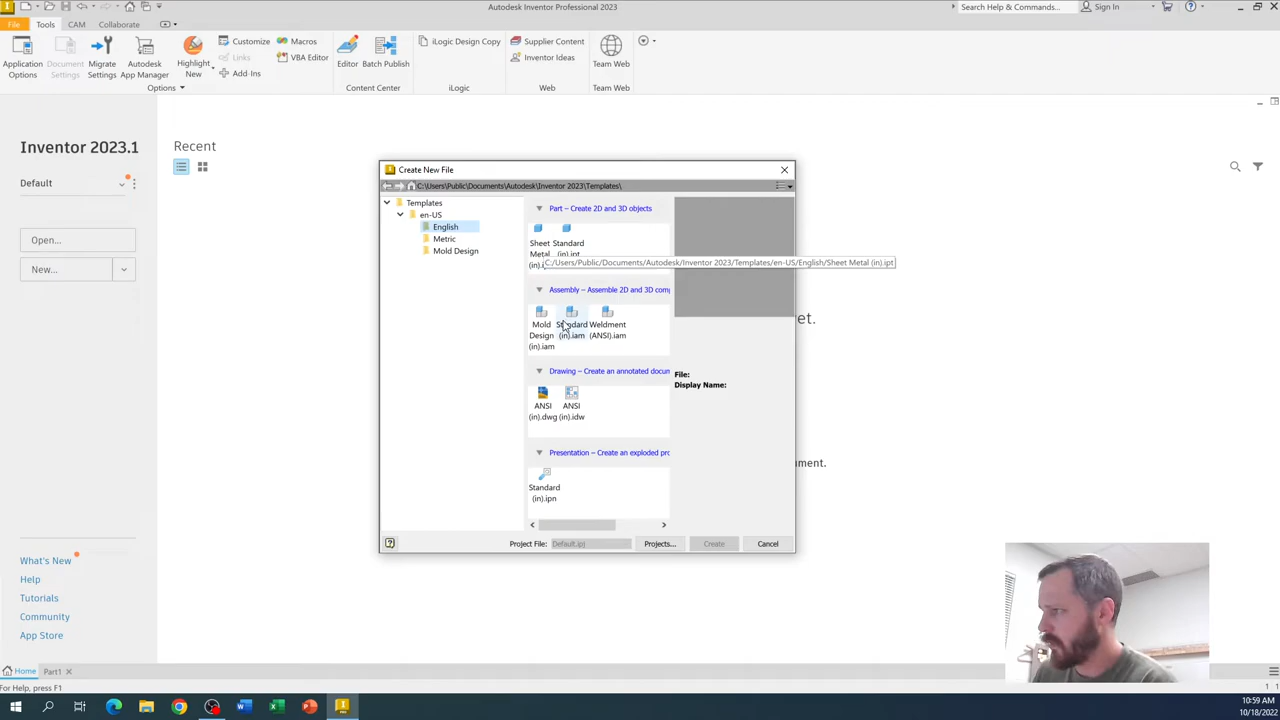 Autodesk Inventor Professional 2023
Search Help & Commands...
Sign In
File
Tools
CAM
Collaborate
Application
Options
Document
Settings
Migrate
Settings
Autodesk
App Manager
Highlight
New
Customize
Links
Add-Ins
Macros
VBA Editor
Options
Editor
Batch Publish
Content Center
iLogic Design Copy
iLogic
Supplier Content
Inventor Ideas
Web
Team Web
Team Web
Inventor 2023.1
Default
Open...
New...
Recent
Create New File
C:\Users\Public\Documents\Autodesk\Inventor 2023\Templates\
Templates
en-US
English
Metric
Mold Design
Part – Create 2D and 3D objects
Sheet
Metal
Standard
(in).ipt
C:/Users/Public/Documents/Autodesk/Inventor 2023/Templates/en-US/English/Sheet Metal (in).ipt
Assembly – Assemble 2D and 3D comp
Mold
Design
(in).iam
Standard
(in).iam
Weldment
(ANSI).iam
Drawing – Create an annotated docum
ANSI
(in).dwg
ANSI
(in).idw
Presentation – Create an exploded pro
Standard
(in).ipn
File:
Display Name:
Project File:
Default.ipj
Projects...
Create
Cancel
et.
ment.
What's New
Help
Tutorials
Community
App Store
Home
Part1
For Help, press F1
1 1
10:59 AM
10/18/2022